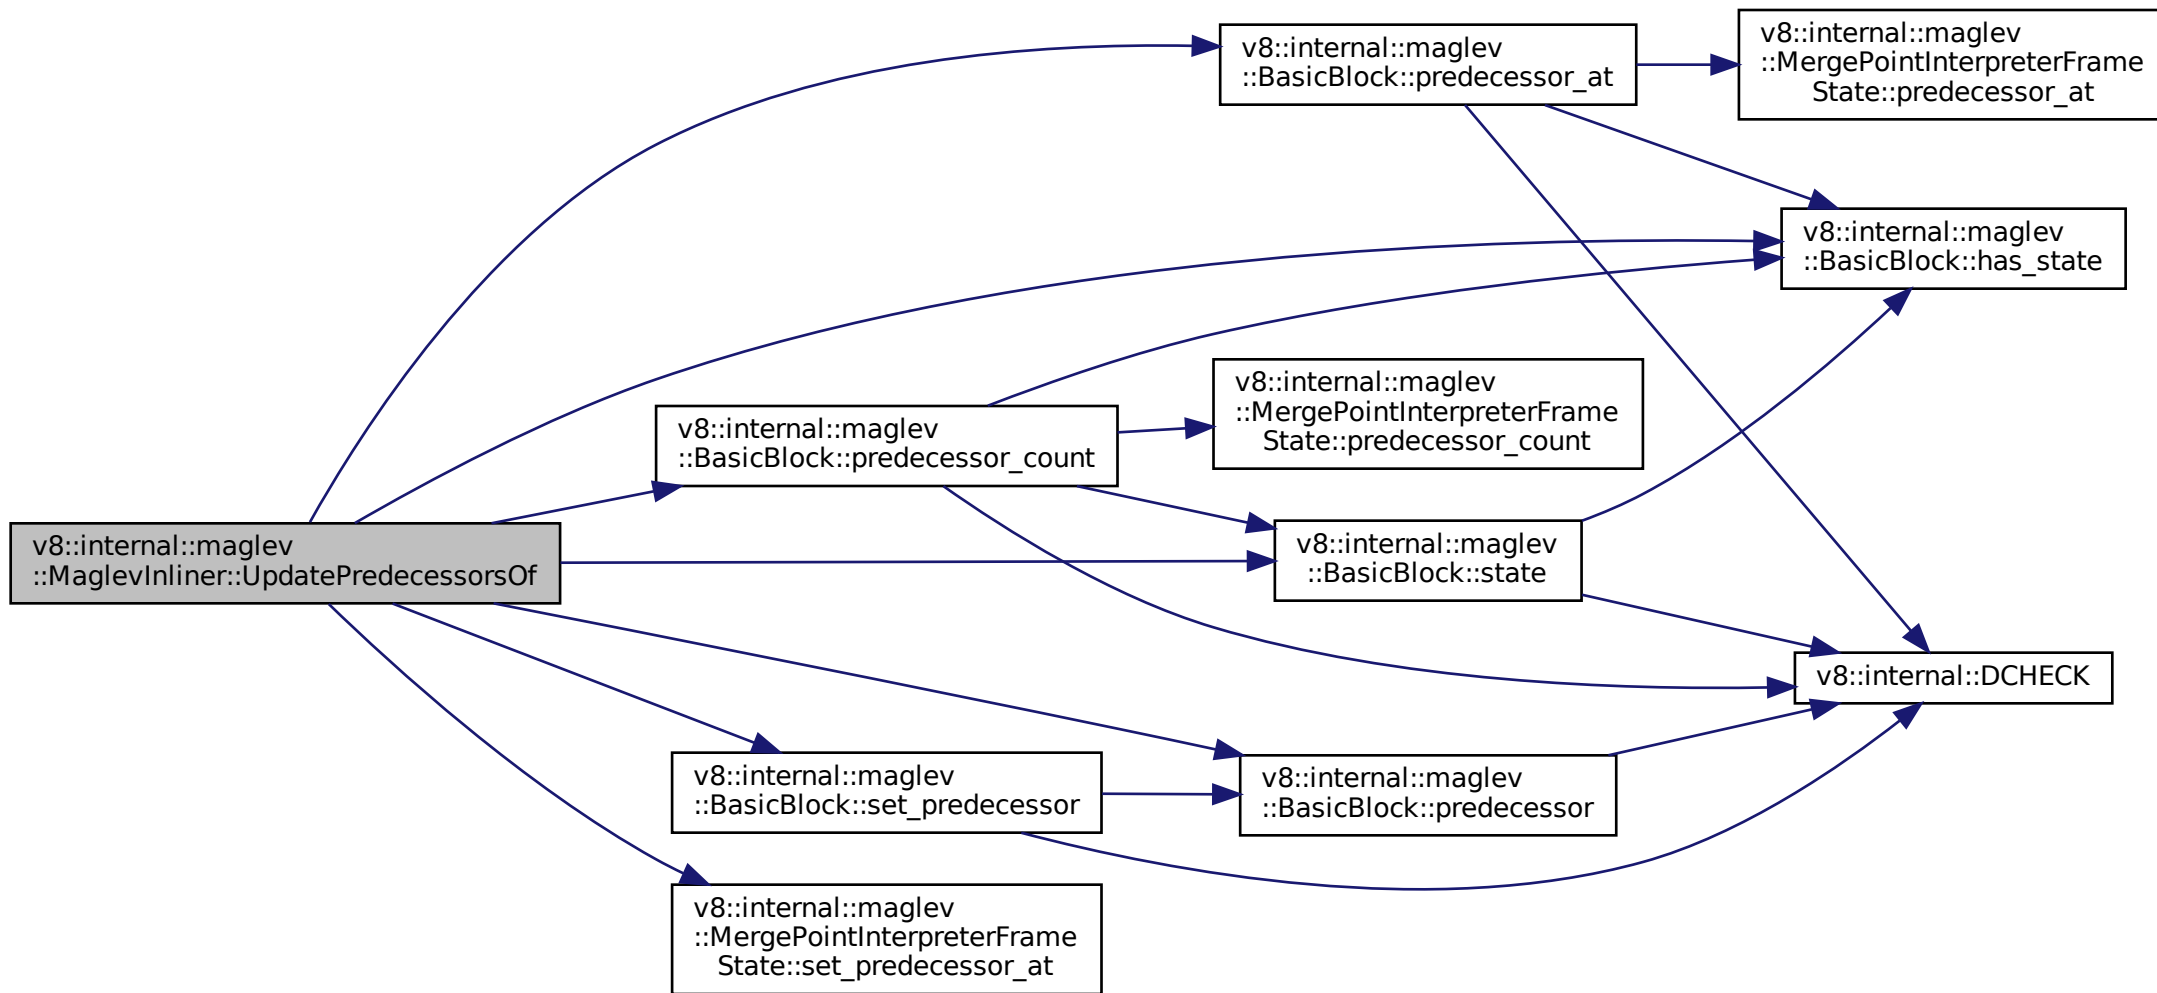 v8::internal::maglev
::MaglevInliner::UpdatePredecessorsOf
v8::internal::maglev
::BasicBlock::predecessor_at
v8::internal::maglev
::MergePointInterpreterFrame
State::predecessor_at
v8::internal::maglev
::BasicBlock::has_state
v8::internal::maglev
::BasicBlock::predecessor_count
v8::internal::maglev
::MergePointInterpreterFrame
State::predecessor_count
v8::internal::maglev
::BasicBlock::state
v8::internal::DCHECK
v8::internal::maglev
::BasicBlock::set_predecessor
v8::internal::maglev
::BasicBlock::predecessor
v8::internal::maglev
::MergePointInterpreterFrame
State::set_predecessor_at